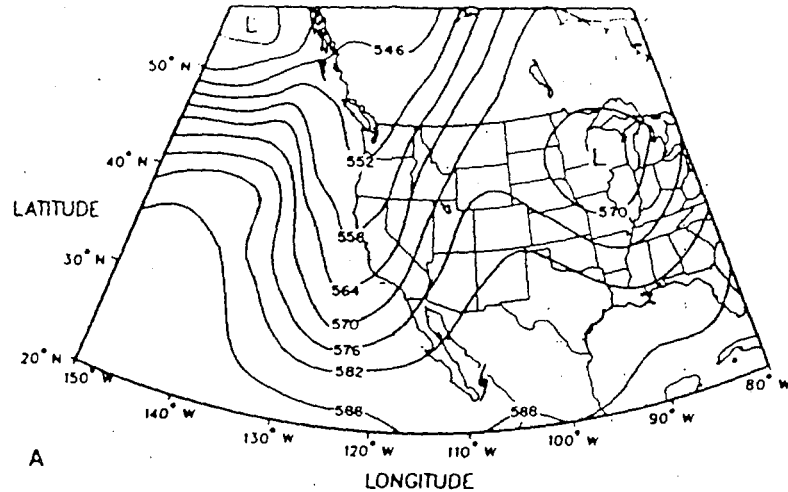 L
546
50° N
552
40° N
L
LATITUDE
570
558
30° N
564
570
576
20° N
582
150° W
588
588
80° W
140° W
90° W
130° W
100° W
120° W
110° W
A
LONGITUDE